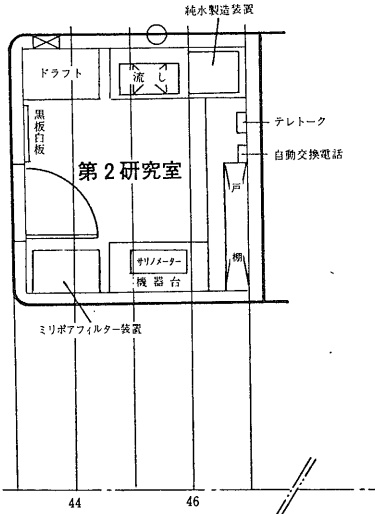 純水製造装置
ドラフト
流し
黒板白板
テレトーク
自動交換電話
第2研究室
戸棚
サリノメーター
機器台
ミリポアフィルター装置
44
46